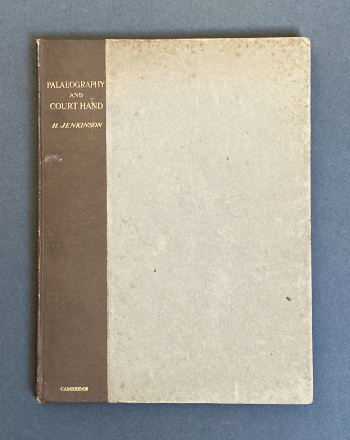 PALAEOGRAPHY
AND
COURT HAND
H. JENKINSON
CAMBRIDGE